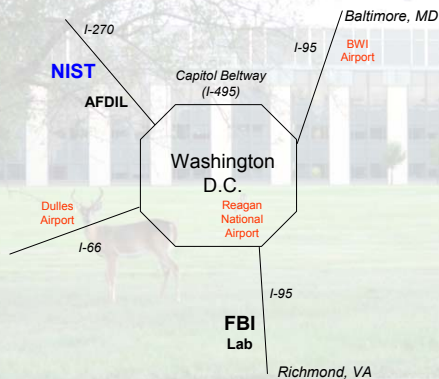 Baltimore, MD
I-270
I-95
BWI
Airport
NIST
Capitol Beltway
(I-495)
AFDIL
Washington
D.C.
Dulles
Airport
Reagan
National
Airport
I-66
I-95
FBI
Lab
Richmond, VA